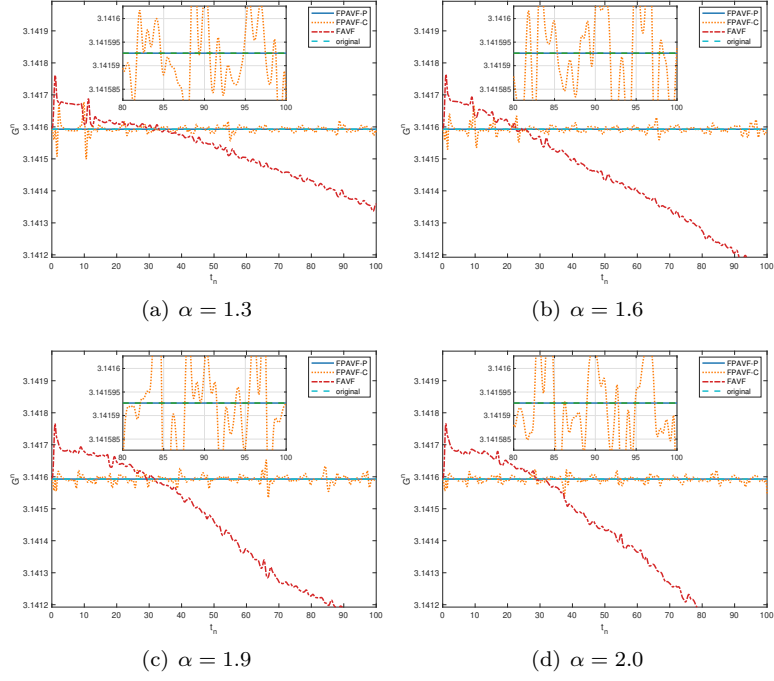 3.1419
3.1418
3.1417
3.1416
3.1415
3.1414
3.1413
3.1412
G^n
0 10 20 30 40 50 60 70 80 90 100
t_n
3.1416
3.141595
3.14159
3.141585
80 85 90 95 100
FPAVF-P
FPAVF-C
FAVF
original
(a) α = 1.3
3.1419
3.1418
3.1417
3.1416
3.1415
3.1414
3.1413
3.1412
G^n
0 10 20 30 40 50 60 70 80 90 100
t_n
3.1416
3.141595
3.14159
3.141585
80 85 90 95 100
FPAVF-P
FPAVF-C
FAVF
original
(b) α = 1.6
3.1419
3.1418
3.1417
3.1416
3.1415
3.1414
3.1413
3.1412
G^n
0 10 20 30 40 50 60 70 80 90 100
t_n
3.1416
3.141595
3.14159
3.141585
80 85 90 95 100
FPAVF-P
FPAVF-C
FAVF
original
(c) α = 1.9
3.1419
3.1418
3.1417
3.1416
3.1415
3.1414
3.1413
3.1412
G^n
0 10 20 30 40 50 60 70 80 90 100
t_n
3.1416
3.141595
3.14159
3.141585
80 85 90 95 100
FPAVF-P
FPAVF-C
FAVF
original
(d) α = 2.0